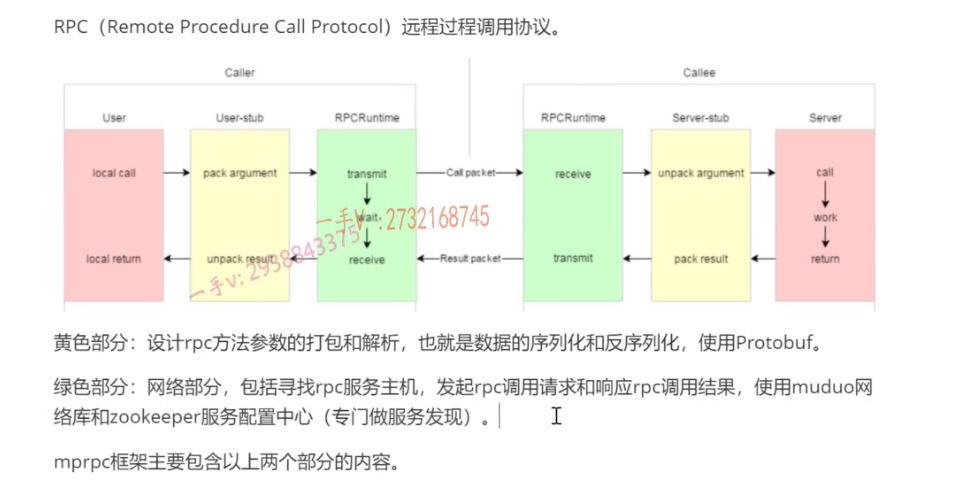 RPC（Remote Procedure Call Protocol）远程过程调用协议。
Caller
Callee
User
User-stub
RPCRuntime
RPCRuntime
Server-stub
Server
local call
pack argument
transmit
Call packet
receive
unpack argument
call
wait
work
一手V:2732168745
一手v:2938843375
local return
unpack result
receive
Result packet
transmit
pack result
return
黄色部分：设计rpc方法参数的打包和解析，也就是数据的序列化和反序列化，使用Protobuf。
绿色部分：网络部分，包括寻找rpc服务主机，发起rpc调用请求和响应rpc调用结果，使用muduo网
络库和zookeeper服务配置中心（专门做服务发现）。
mprpc框架主要包含以上两个部分的内容。